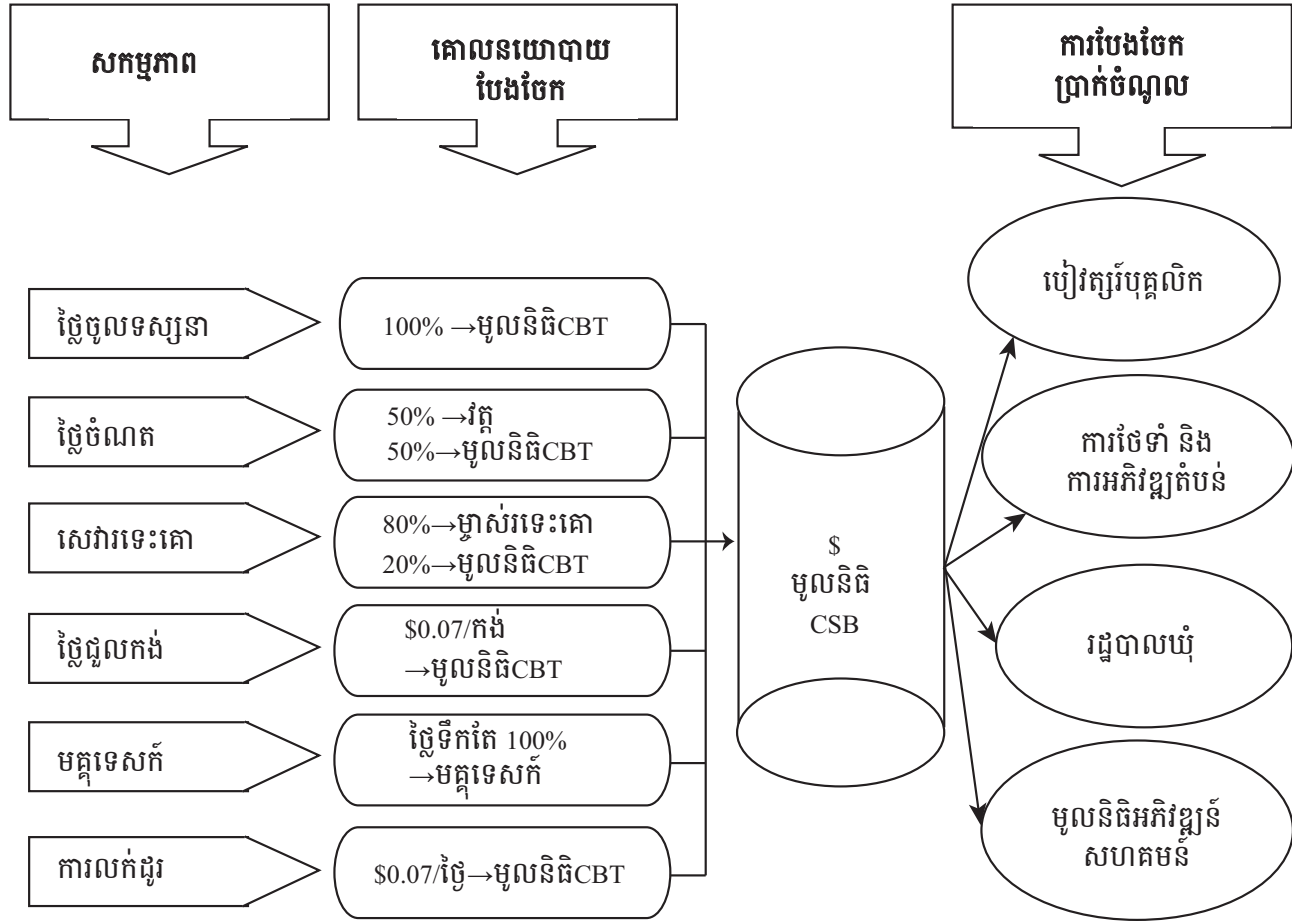 សកម្មភាព
គោលនយោបាយ
បែងចែក
ការបែងចែក
ប្រាក់ចំណូល
ថ្លៃចូលទស្សនា
100% →មូលនិធិCBT
ថ្លៃចំណត
50% →វត្ត
50%→មូលនិធិCBT
សេវារទេះគោ
80%→ម្ចាស់រទេះគោ
20%→មូលនិធិCBT
ថ្លៃជួលកង់
$0.07/កង់
→មូលនិធិCBT
មគ្គុទេសក៍
ថ្លៃទឹកតែ 100%
→មគ្គុទេសក៍
ការលក់ដូរ
$0.07/ថ្ងៃ→មូលនិធិCBT
$
មូលនិធិ
CSB
បៀវត្សរ៍បុគ្គលិក
ការថែទាំ និង
ការអភិវឌ្ឍតំបន់
រដ្ឋបាលឃុំ
មូលនិធិអភិវឌ្ឍន៍
សហគមន៍